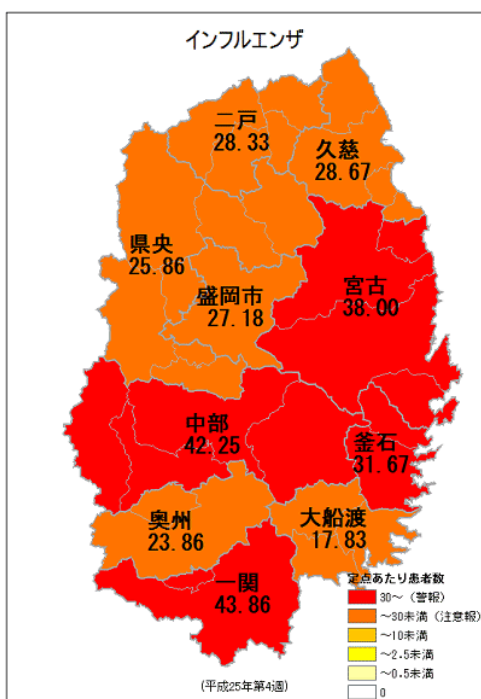 インフルエンザ
二戸
28.33
久慈
28.67
県央
25.86
盛岡市
27.18
宮古
38.00
中部
42.25
釜石
31.67
奥州
23.86
大船渡
17.83
一関
43.86
定点あたり患者数
30～（警報）
～30未満（注意報）
～10未満
～2.5未満
～0.5未満
0
(平成25年第4週)